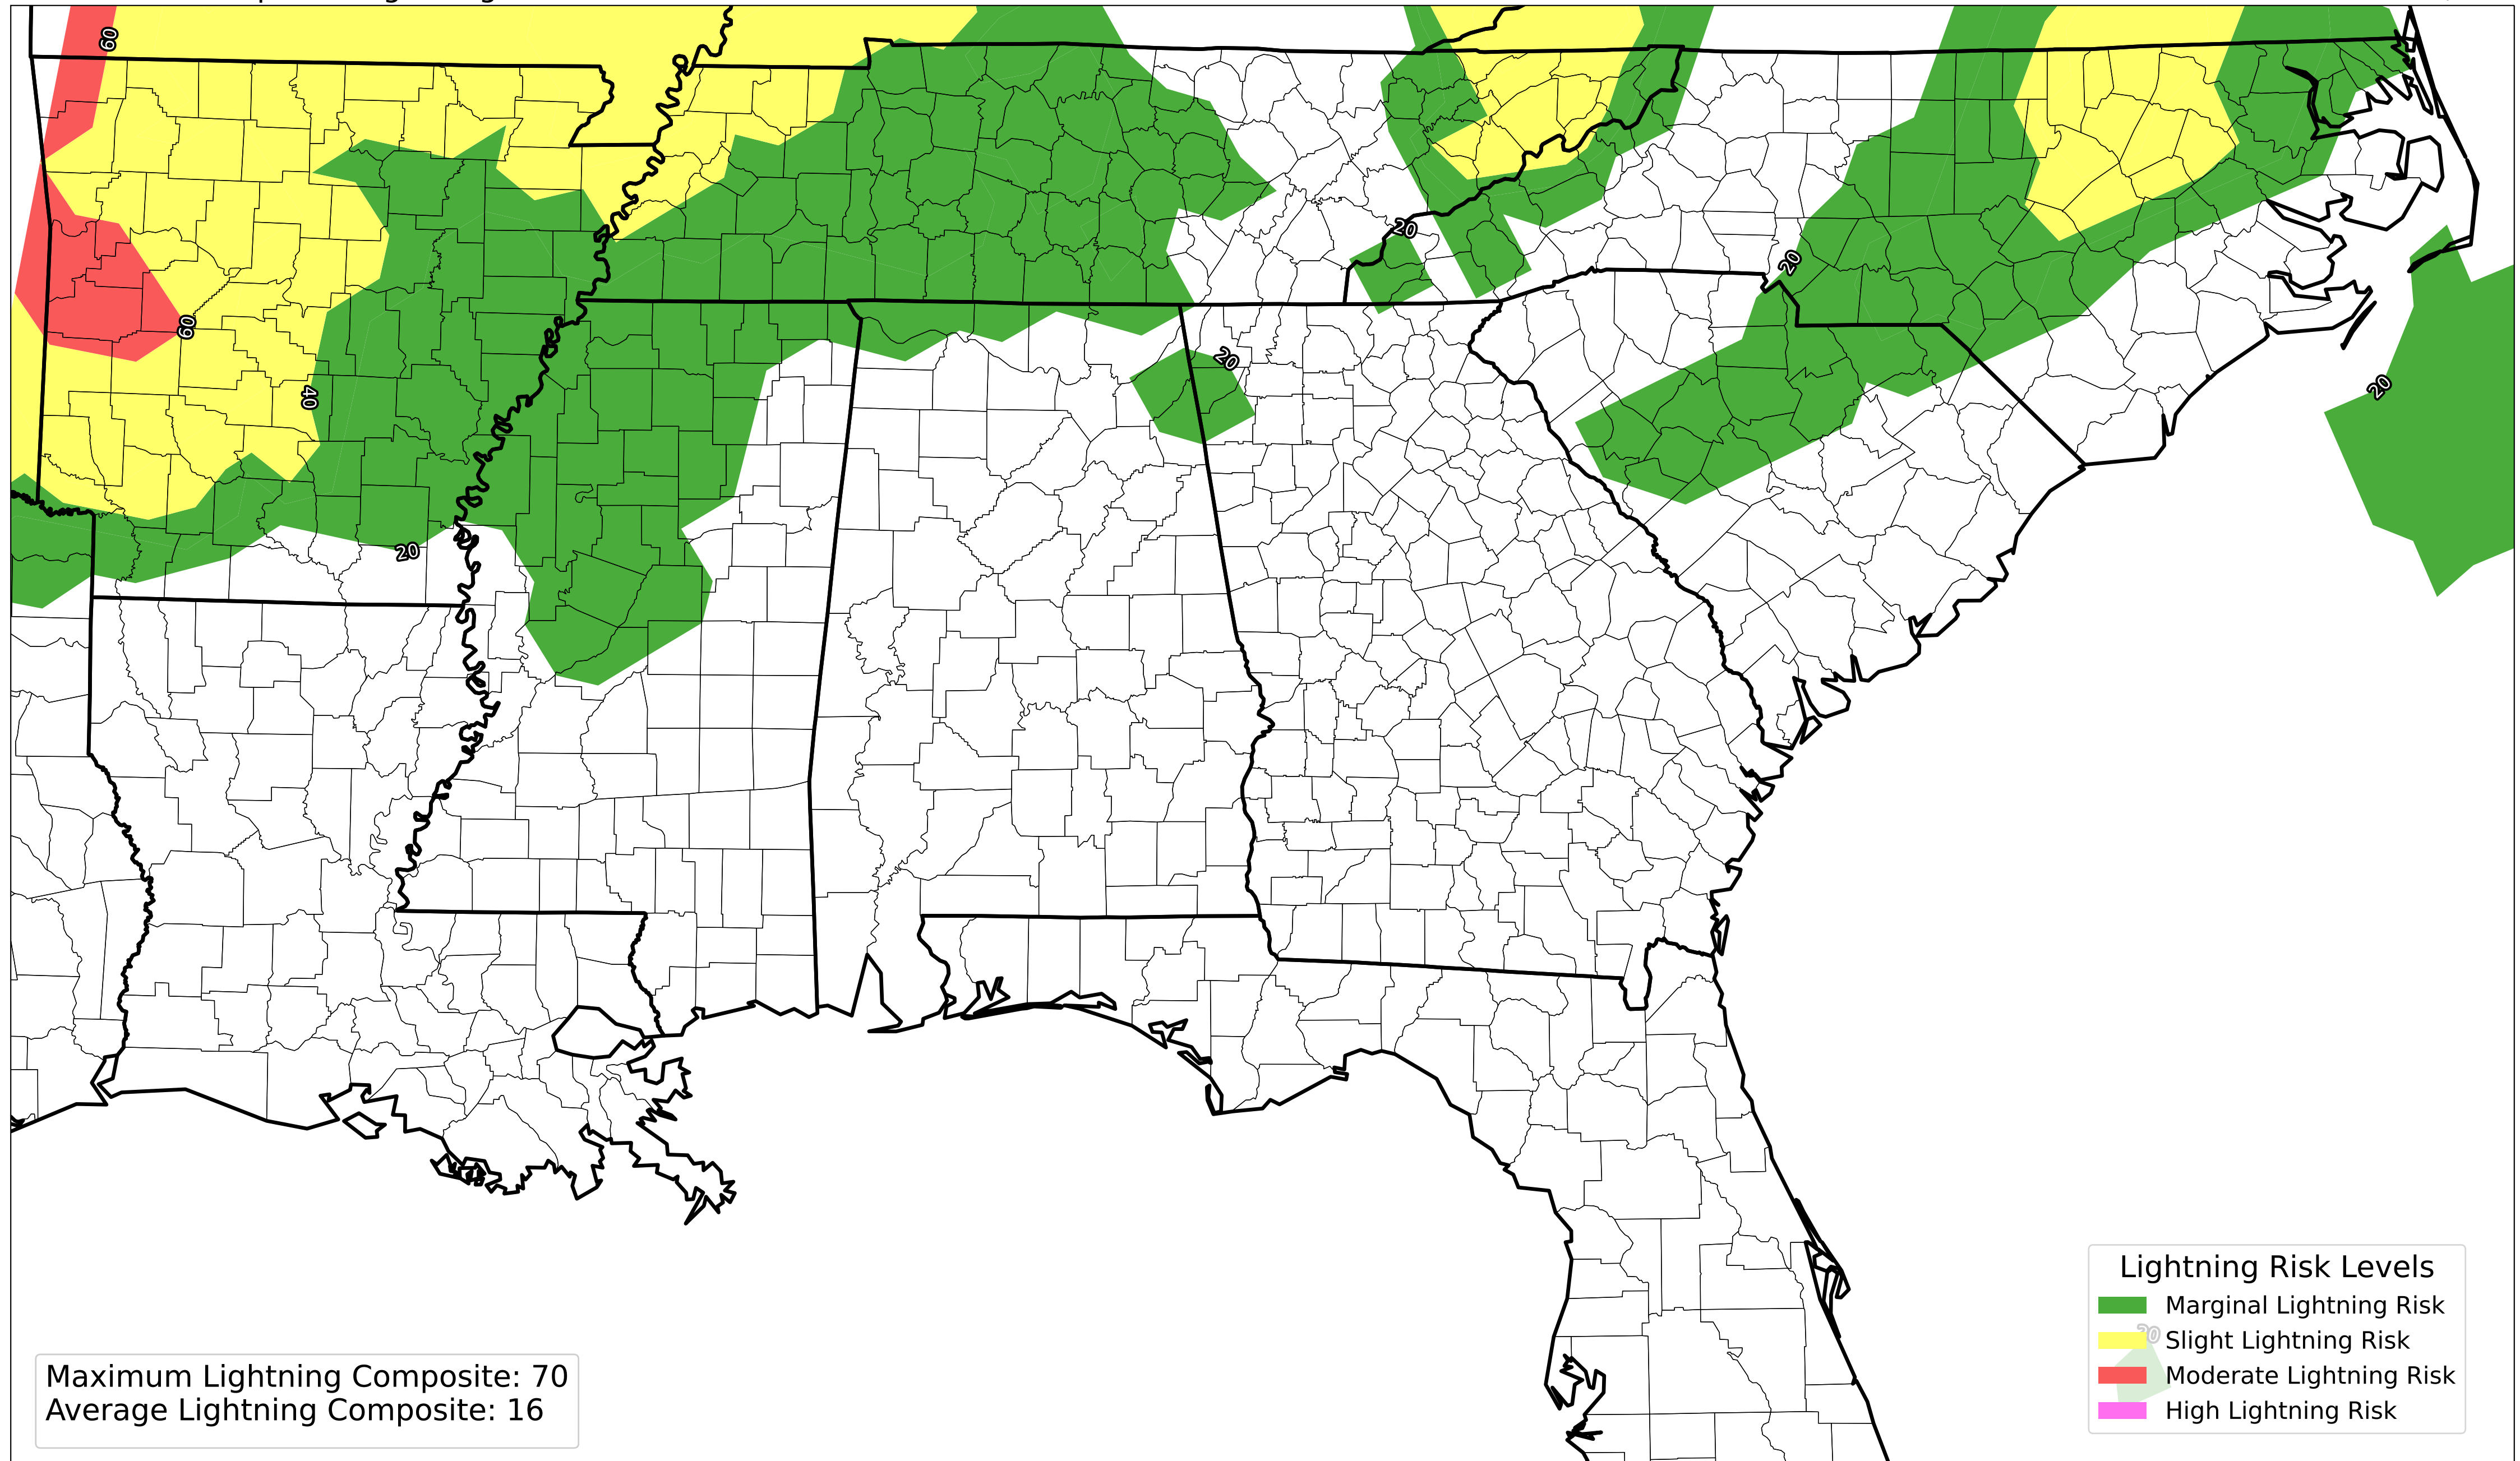 60
20
20
60
20
40
20
20
20
Lightning Risk Levels
Marginal Lightning Risk
Slight Lightning Risk
Moderate Lightning Risk
High Lightning Risk
Maximum Lightning Composite: 70
Average Lightning Composite: 16